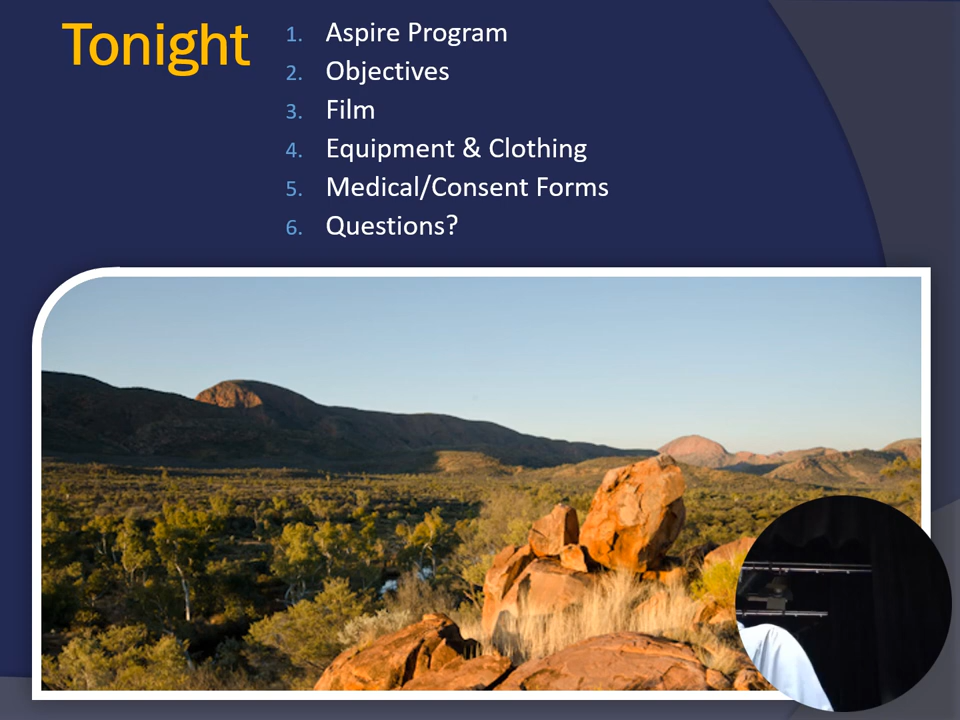 Tonight
1. Aspire Program
2. Objectives
3. Film
4. Equipment & Clothing
5. Medical/Consent Forms
6. Questions?